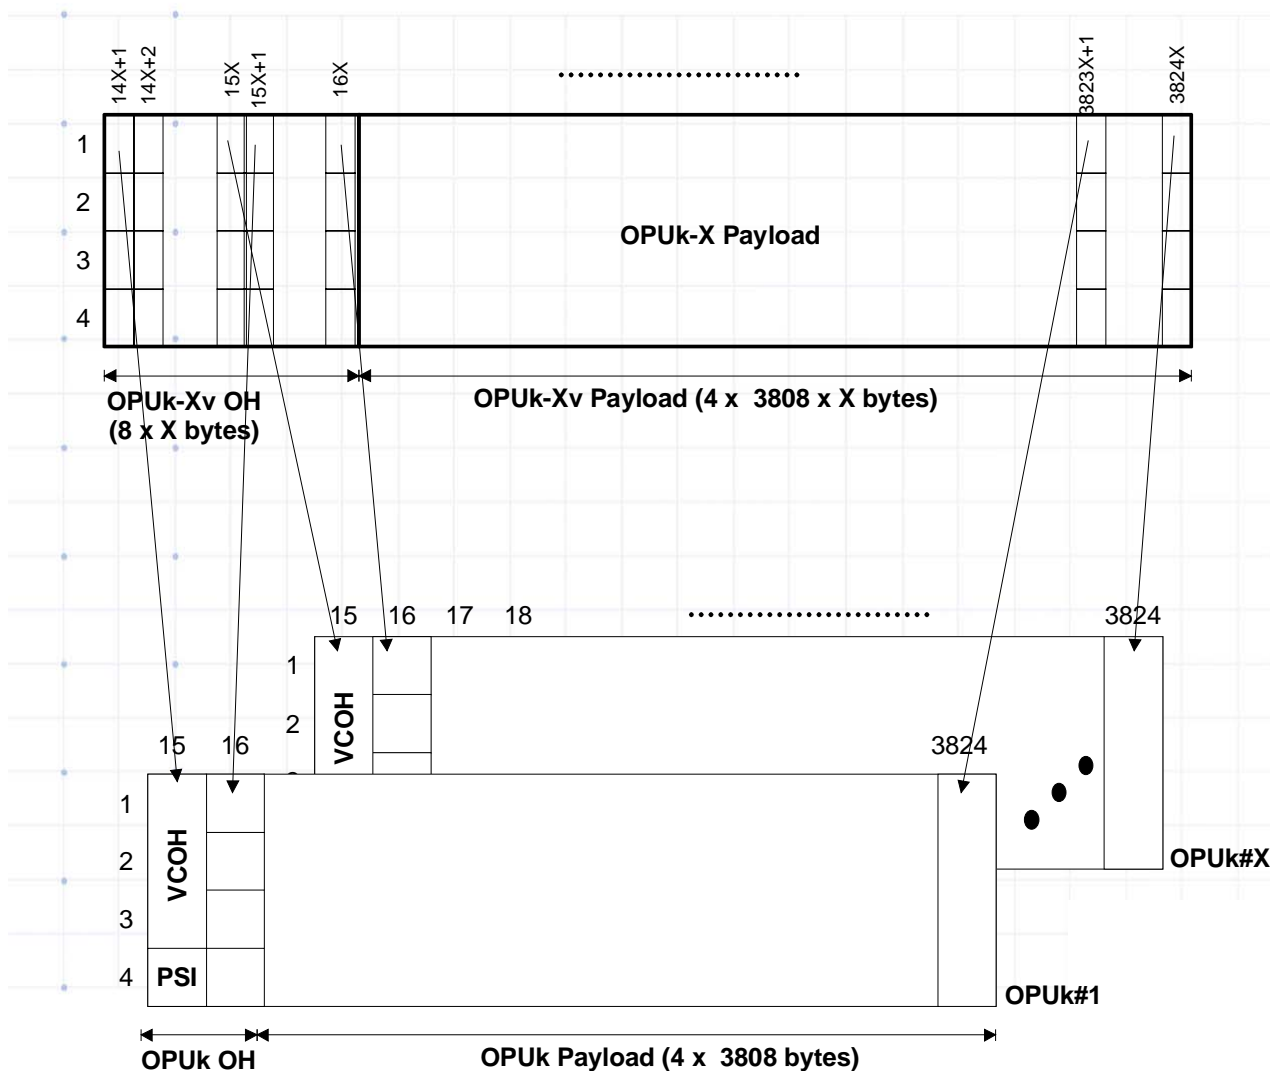 14X+1
14X+2
15X
15X+1
16X
3823X+1
3824X
1
2
3
4
OPUk-X Payload
OPUk-Xv OH
(8 x X bytes)
OPUk-Xv Payload (4 x 3808 x X bytes)
15
16
17
18
3824
1
2
VCOH
15
16
3824
1
2
3
4
VCOH
PSI
OPUk#X
OPUk#1
OPUk OH
OPUk Payload (4 x 3808 bytes)